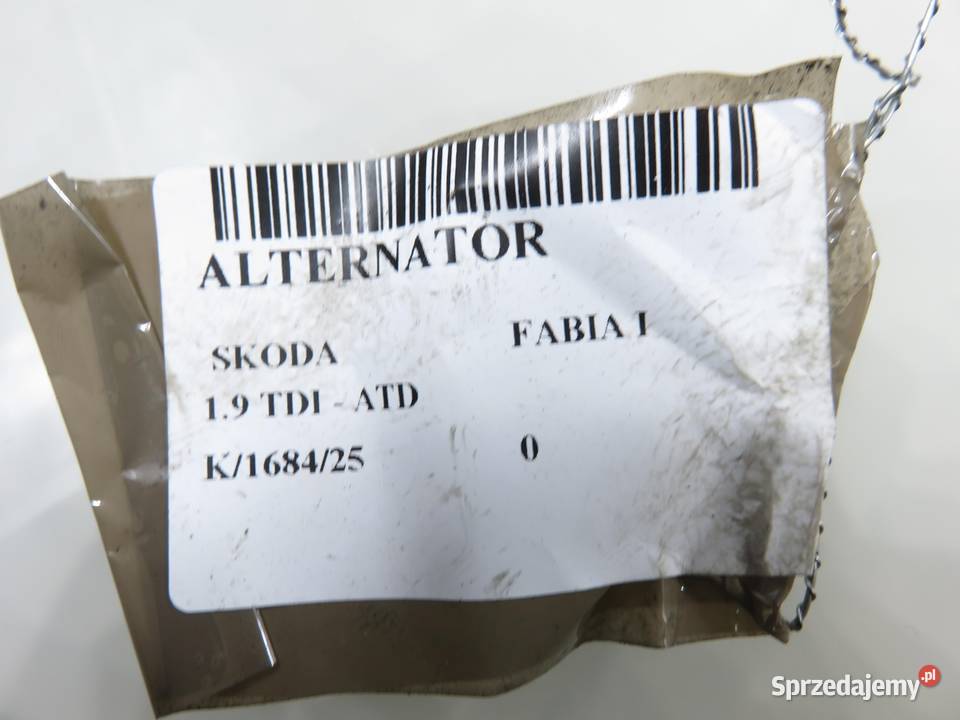 ALTERNATOR
SKODA FABIA I
1.9 TDI - ATD
K/1684/25 0
Sprzedajemy.pl